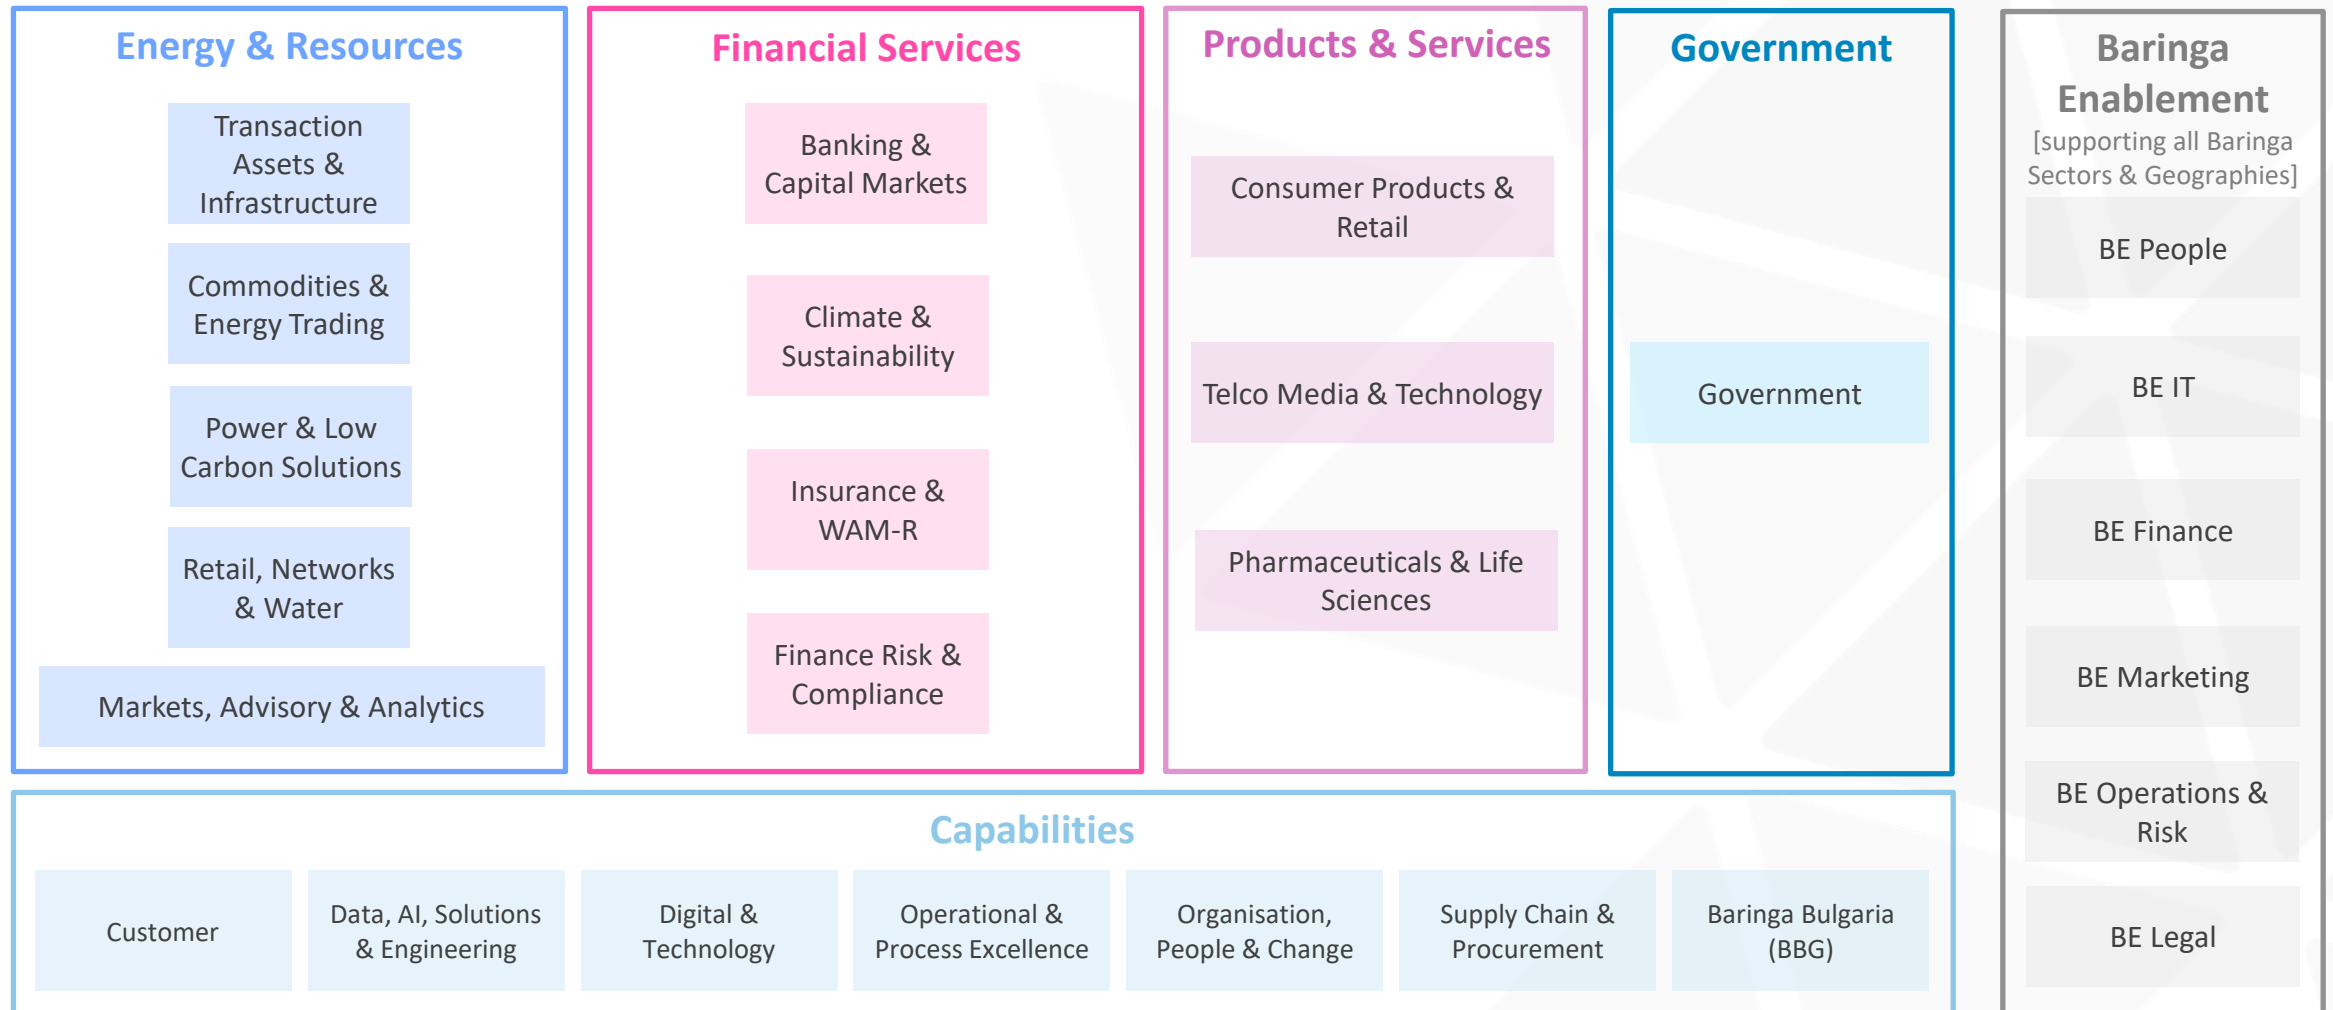 Energy & Resources
Transaction
Assets &
Infrastructure
Commodities &
Energy Trading
Power & Low
Carbon Solutions
Retail, Networks
& Water
Markets, Advisory & Analytics
Financial Services
Banking &
Capital Markets
Climate &
Sustainability
Insurance &
WAM-R
Finance Risk &
Compliance
Products & Services
Consumer Products &
Retail
Telco Media & Technology
Pharmaceuticals & Life
Sciences
Government
Government
Capabilities
Customer
Data, AI, Solutions
& Engineering
Digital &
Technology
Operational &
Process Excellence
Organisation,
People & Change
Supply Chain &
Procurement
Baringa Bulgaria
(BBG)
Baringa
Enablement
[supporting all Baringa
Sectors & Geographies]
BE People
BE IT
BE Finance
BE Marketing
BE Operations &
Risk
BE Legal